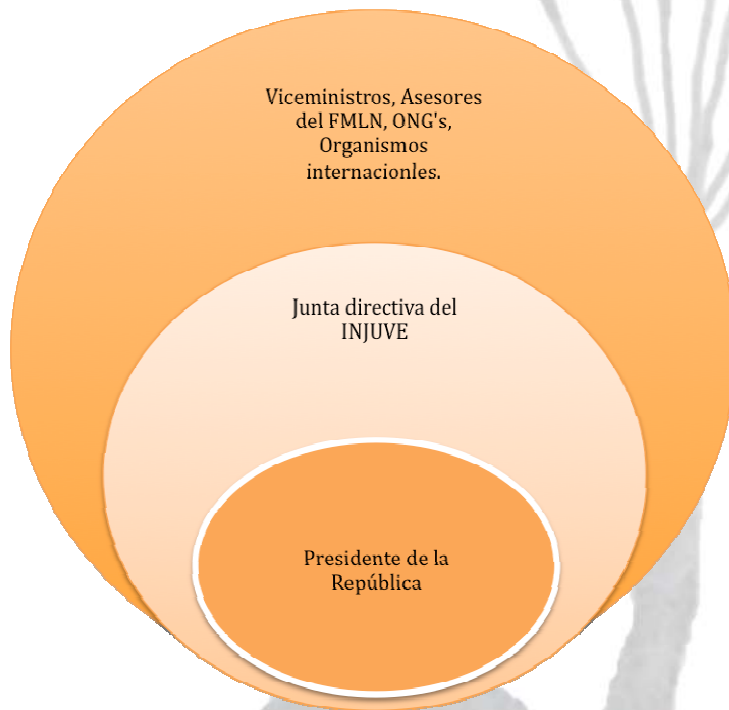 Viceministros, Asesores
del FMLN, ONG's,
Organismos
internacionles.
Junta directiva del
INJUVE
Presidente de la
República